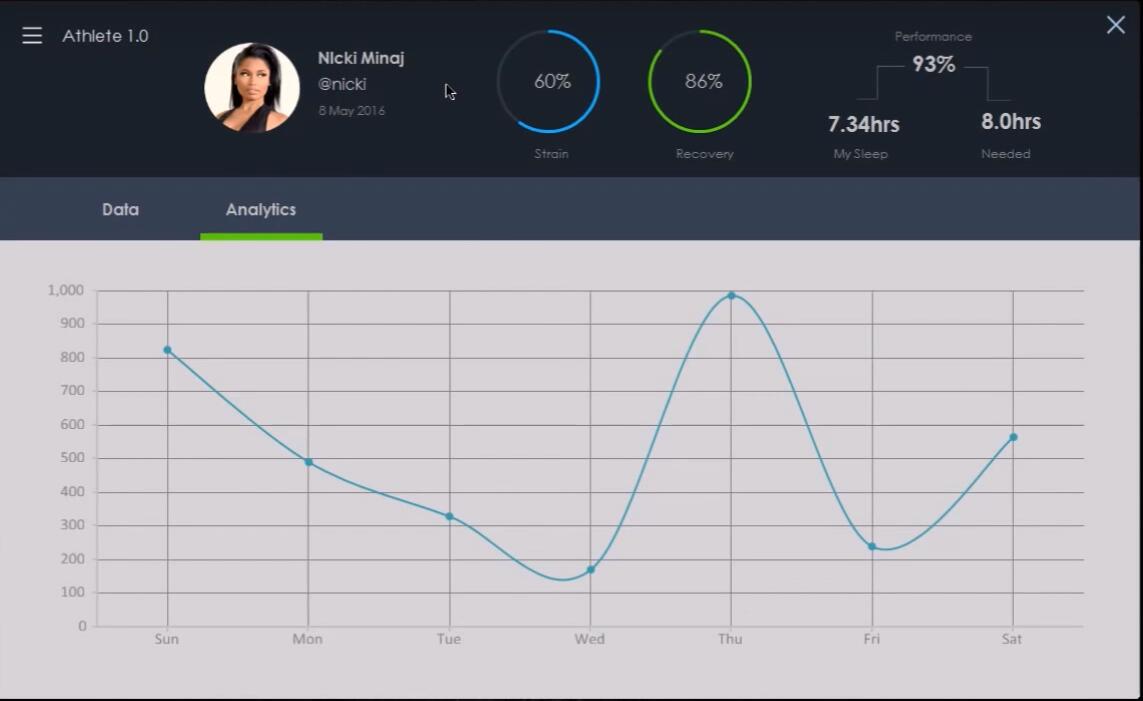 Athlete 1.0
NIcki Minaj
@nicki
8 May 2016
60%
Strain
86%
Recovery
Performance
93%
7.34hrs
8.0hrs
My Sleep
Needed
Data
Analytics
1,000
900
800
700
600
500
400
300
200
100
0
Sun Mon Tue Wed Thu Fri Sat